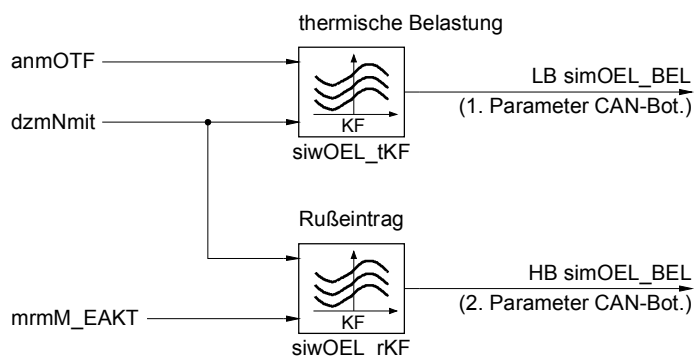 thermische Belastung
anmOTF
LB simOEL_BEL
(1. Parameter CAN-Bot.)
dzmNmit
KF
siwOEL_tKF
Rußeintrag
HB simOEL_BEL
(2. Parameter CAN-Bot.)
mrmM_EAKT
KF
siwOEL_rKF